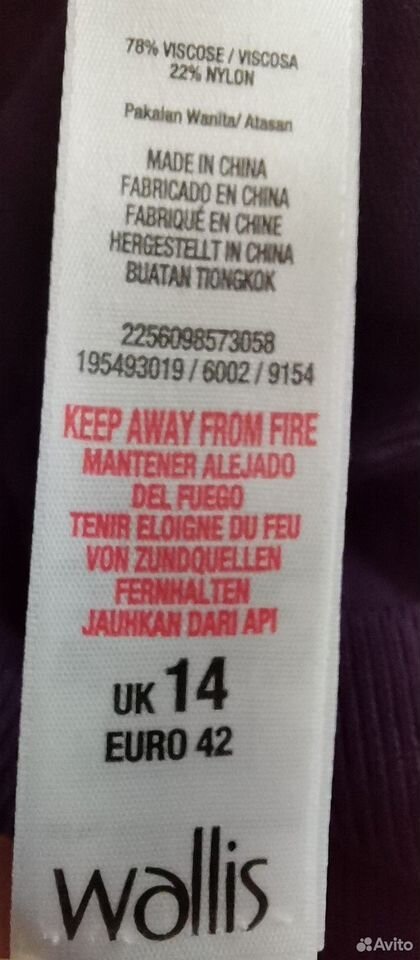 78% VISCOSE / VISCOSA
22% NYLON
Pakaian Wanita/ Atasan
MADE IN CHINA
FABRICADO EN CHINA
FABRIQUÉ EN CHINE
HERGESTELLT IN CHINA
BUATAN TIONGKOK
2256098573058
195493019 / 6002 / 9154
KEEP AWAY FROM FIRE
MANTENER ALEJADO
DEL FUEGO
TENIR ELOIGNE DU FEU
VON ZUNDQUELLEN
FERNHALTEN
JAUHKAN DARI API
UK 14
EURO 42
wallis
Avito